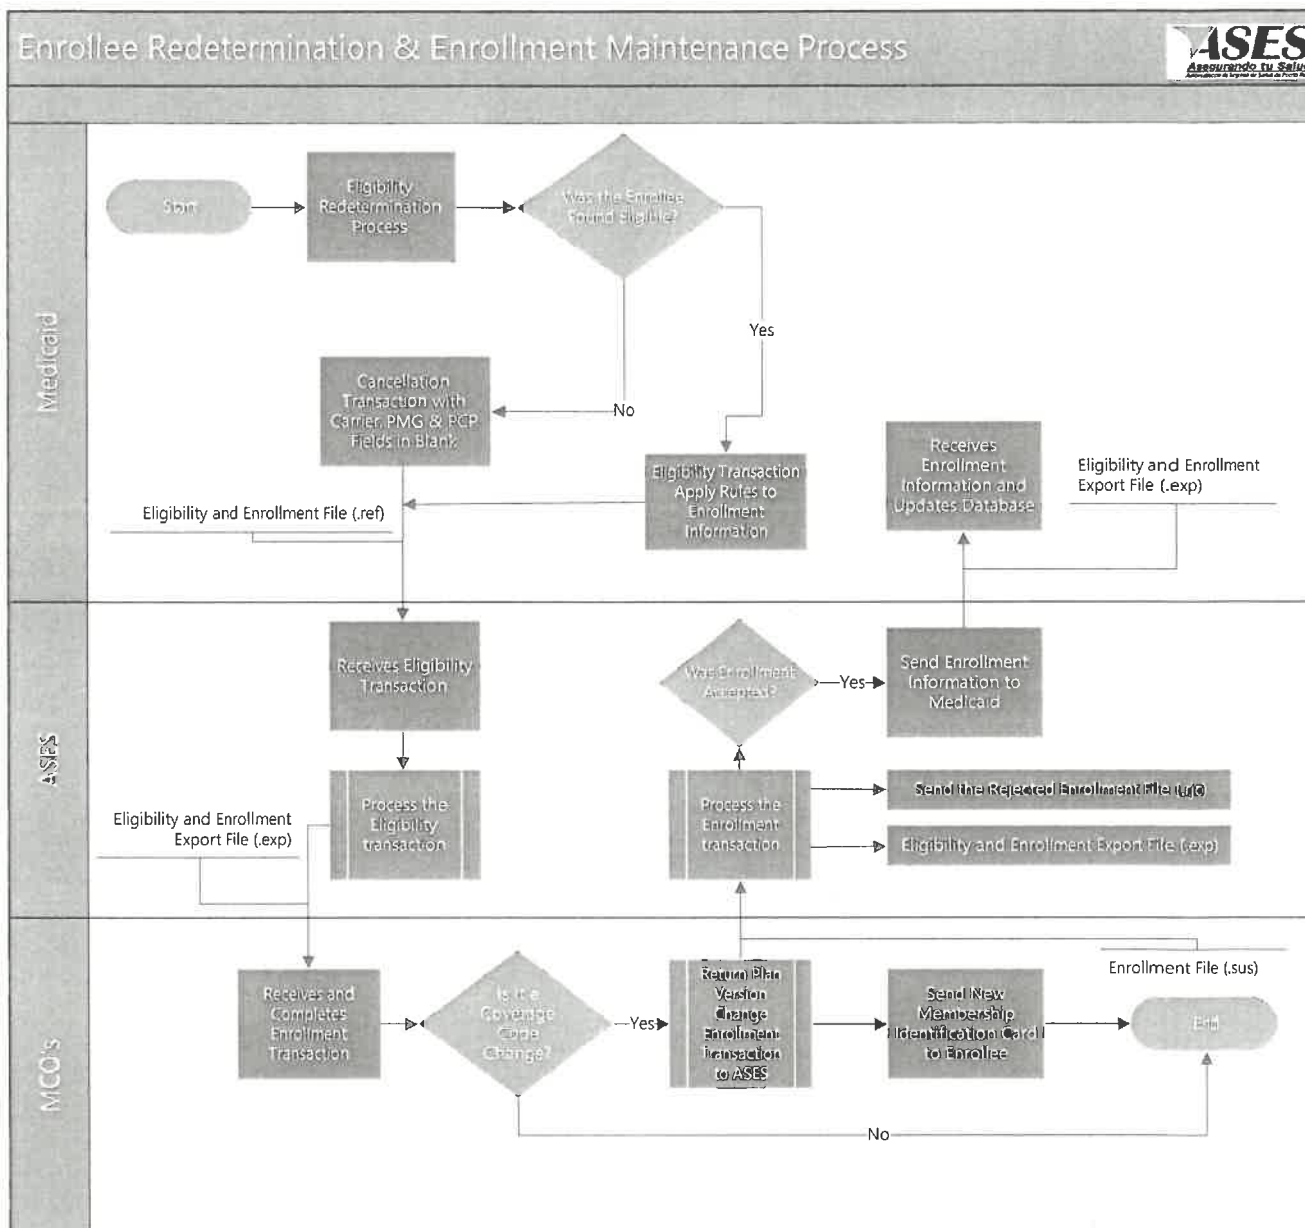 Enrollee Redetermination & Enrollment Maintenance Process
ASES
Asegurando tu Salud
Medicaid
Start
Eligibility
Redetermination
Process
Was the Enrollee
Found Eligible?
Yes
No
Cancellation
Transaction with
Carrier, PMG & PCP
Fields in Blank
Eligibility Transaction
Apply Rules to
Enrollment
Information
Receives
Enrollment
Information and
Updates Database
Eligibility and Enrollment
Export File (.exp)
Eligibility and Enrollment File (.ref)
ASES
Receives Eligibility
Transaction
Was Enrollment
Accepted?
Yes
Send Enrollment
Information to
Medicaid
Process the
Eligibility
transaction
Process the
Enrollment
transaction
Send the Rejected Enrollment File
Eligibility and Enrollment Export File (.exp)
Eligibility and Enrollment
Export File (.exp)
MCO's
Receives and
Completes
Enrollment
Transaction
Is it a
Coverage
Code
Change?
Yes
Return Plan
Version
Change
Enrollment
Transaction
to ASES
Send New
Membership
Identification Card
to Enrollee
Enrollment File (.sus)
End
No